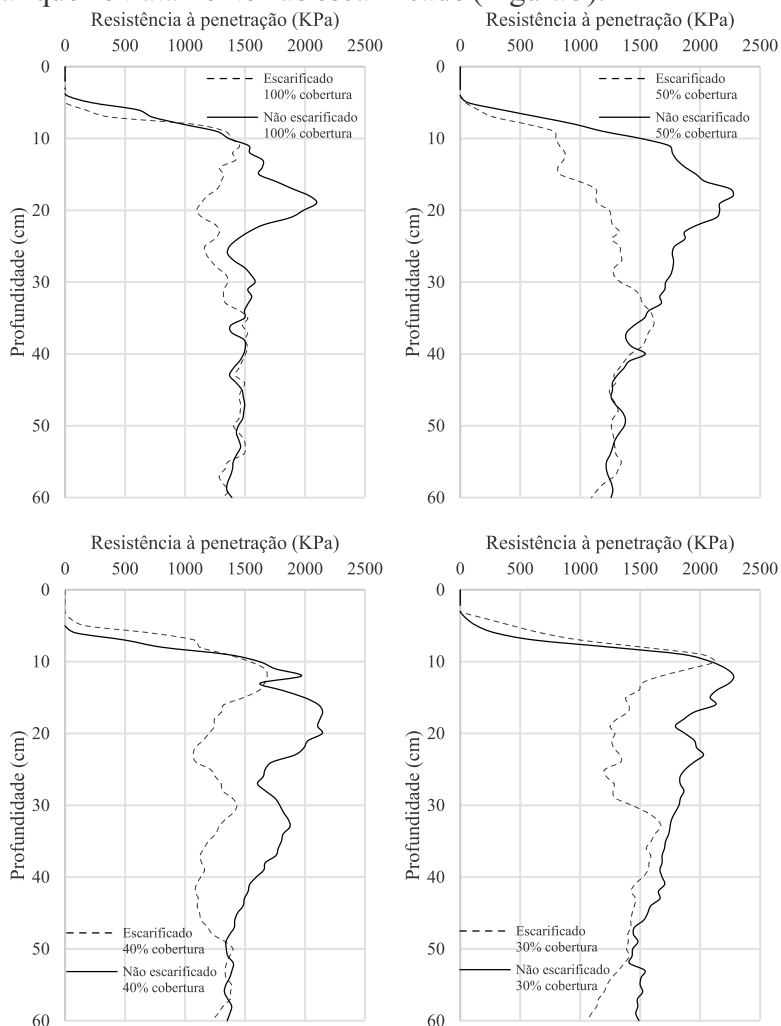 Resistência à penetração (KPa)
0 500 1000 1500 2000 2500
Profundidade (cm)
0
10
20
30
40
50
60
Escarificado
100% cobertura
Não escarificado
100% cobertura
Resistência à penetração (KPa)
0 500 1000 1500 2000 2500
Profundidade (cm)
0
10
20
30
40
50
60
Escarificado
50% cobertura
Não escarificado
50% cobertura
Resistência à penetração (KPa)
0 500 1000 1500 2000 2500
Profundidade (cm)
0
10
20
30
40
50
60
Escarificado
40% cobertura
Não escarificado
40% cobertura
Resistência à penetração (KPa)
0 500 1000 1500 2000 2500
Profundidade (cm)
0
10
20
30
40
50
60
Escarificado
30% cobertura
Não escarificado
30% cobertura